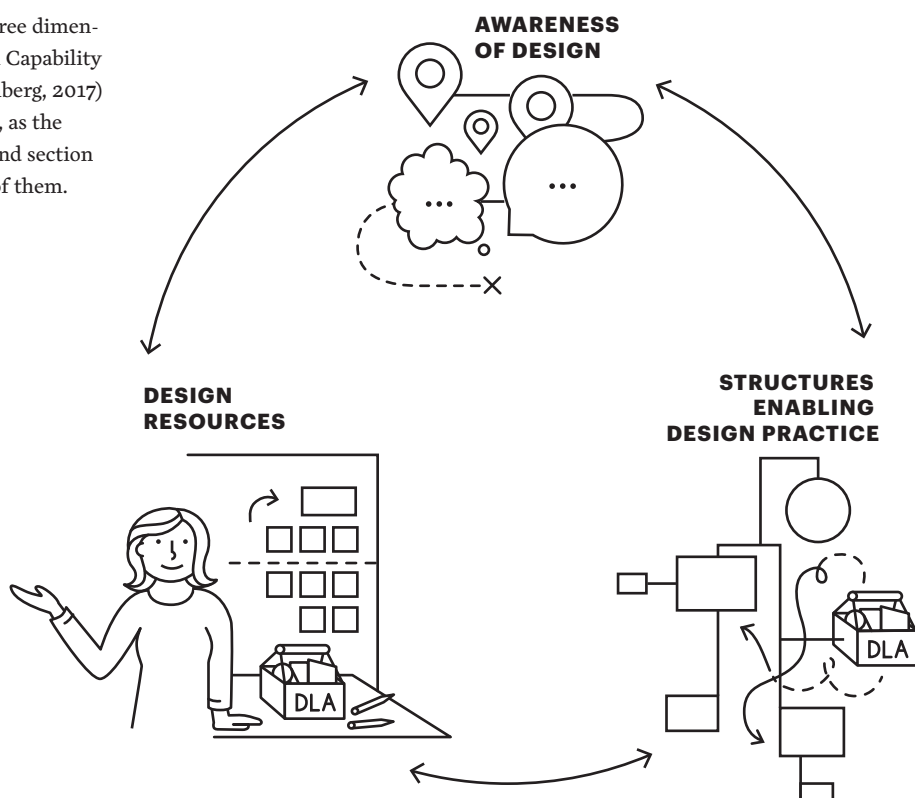 ree dimen-
Capability
berg, 2017)
, as the
nd section
of them.
AWARENESS
OF DESIGN
DESIGN
RESOURCES
STRUCTURES
ENABLING
DESIGN PRACTICE
DLA
DLA